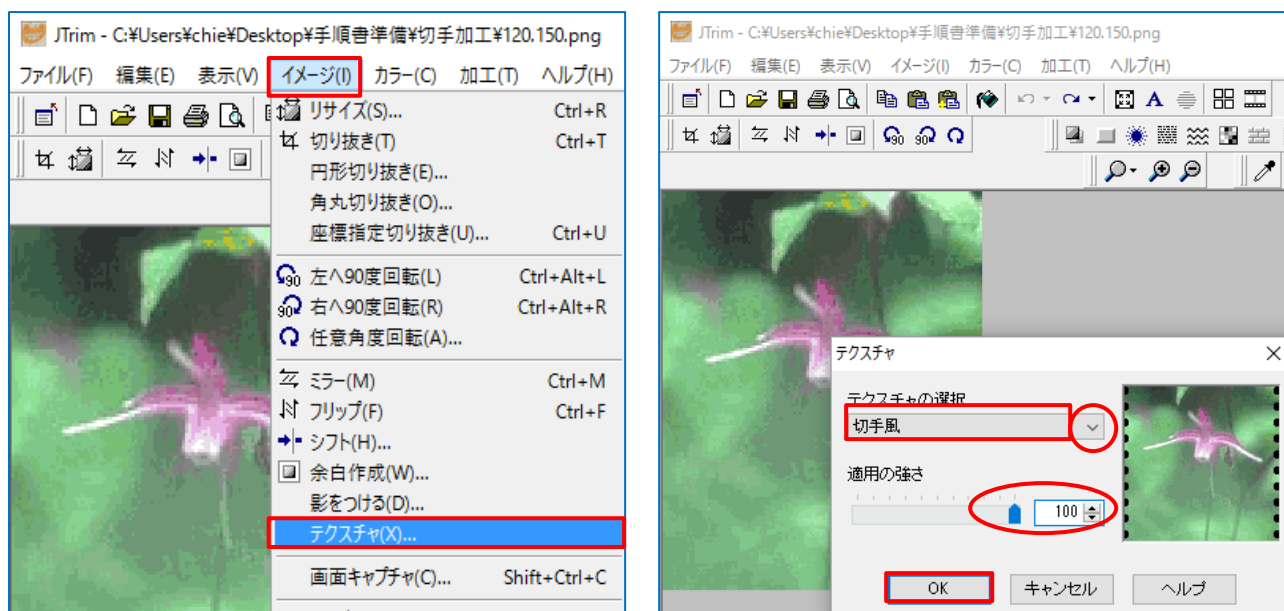 JTrim - C:¥Users¥chie¥Desktop¥手順書準備¥切手加工¥120.150.png
ファイル(F) 編集(E) 表示(V) イメージ(I) カラー(C) 加工(T) ヘルプ(H)
リサイズ(S)... Ctrl+R
切り抜き(T) Ctrl+T
円形切り抜き(E)...
角丸切り抜き(O)...
座標指定切り抜き(U)... Ctrl+U
90 左へ90度回転(L) Ctrl+Alt+L
90 右へ90度回転(R) Ctrl+Alt+R
任意角度回転(A)...
ミラー(M) Ctrl+M
フリップ(F) Ctrl+F
シフト(H)...
余白作成(W)...
影をつける(D)...
テクスチャ(X)...
画面キャプチャ(C)... Shift+Ctrl+C
JTrim - C:¥Users¥chie¥Desktop¥手順書準備¥切手加工¥120.150.png
ファイル(F) 編集(E) 表示(V) イメージ(I) カラー(C) 加工(T) ヘルプ(H)
A
90 90
テクスチャ
テクスチャの選択
切手風
適用の強さ
100
OK キャンセル ヘルプ